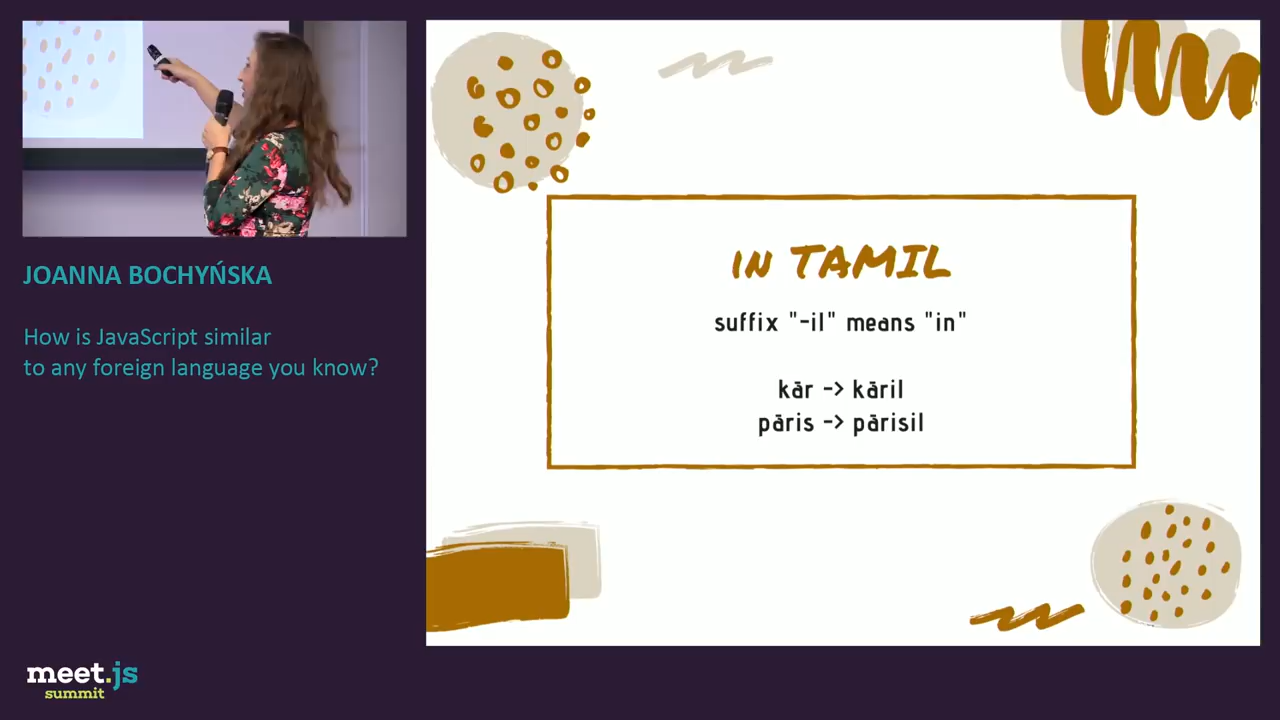 JOANNA BOCHYŃSKA
How is JavaScript similar
to any foreign language you know?
meet.js
summit
IN TAMIL
suffix "-il" means "in"
kār -> kāril
pāris -> pārisil